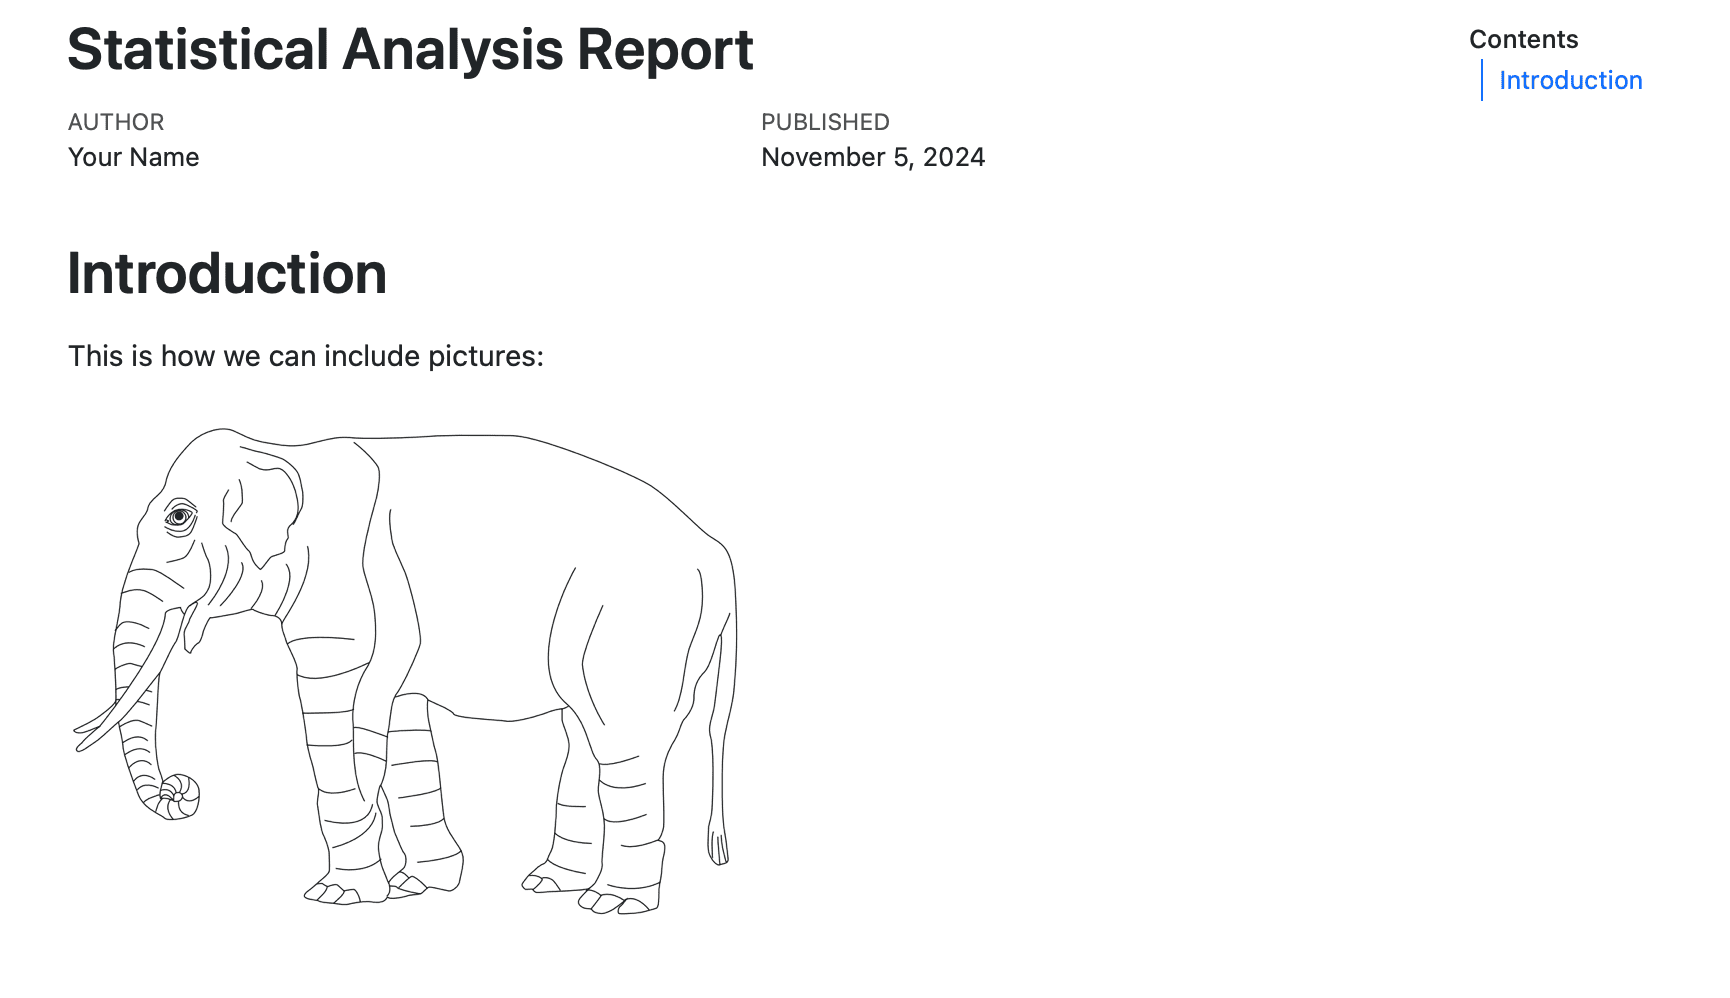 Statistical Analysis Report
Contents
Introduction
AUTHOR
Your Name
PUBLISHED
November 5, 2024
Introduction
This is how we can include pictures: